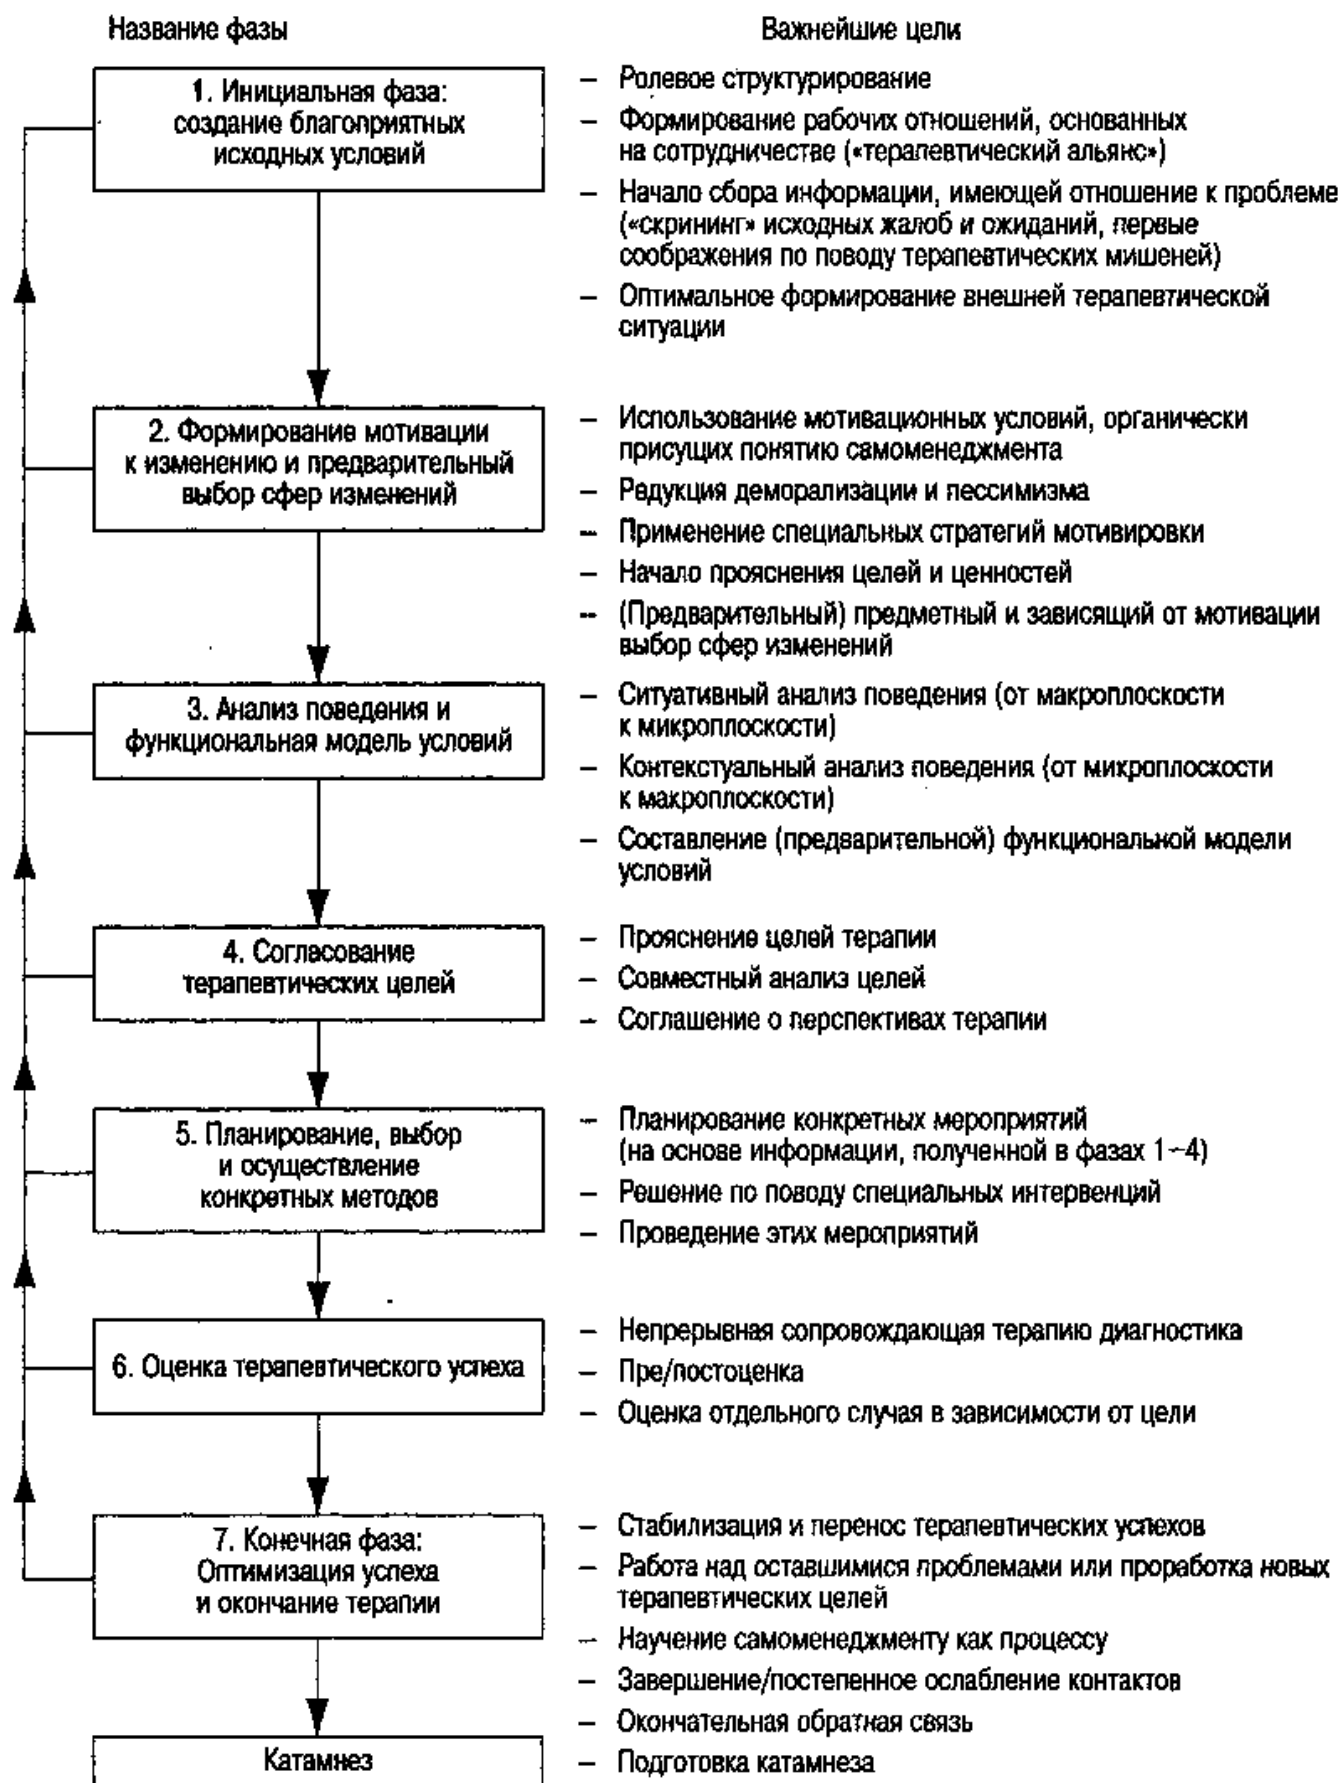 Название фазы
Важнейшие цели
1. Инициальная фаза:
создание благоприятных
исходных условий
– Ролевое структурирование
– Формирование рабочих отношений, основанных
на сотрудничестве («терапевтический альянс»)
– Начало сбора информации, имеющей отношение к проблеме
(«скрининг» исходных жалоб и ожиданий, первые
соображения по поводу терапевтических мишеней)
– Оптимальное формирование внешней терапевтической
ситуации
2. Формирование мотивации
к изменению и предварительный
выбор сфер изменений
– Использование мотивационных условий, органически
присущих понятию самоменеджмента
– Редукция деморализации и пессимизма
– Применение специальных стратегий мотивировки
– Начало прояснения целей и ценностей
– (Предварительный) предметный и зависящий от мотивации
выбор сфер изменений
3. Анализ поведения и
функциональная модель условий
– Ситуативный анализ поведения (от макроплоскости
к микроплоскости)
– Контекстуальный анализ поведения (от микроплоскости
к макроплоскости)
– Составление (предварительной) функциональной модели
условий
4. Согласование
терапевтических целей
– Прояснение целей терапии
– Совместный анализ целей
– Соглашение о перспективах терапии
5. Планирование, выбор
и осуществление
конкретных методов
– Планирование конкретных мероприятий
(на основе информации, полученной в фазах 1–4)
– Решение по поводу специальных интервенций
– Проведение этих мероприятий
6. Оценка терапевтического успеха
– Непрерывная сопровождающая терапию диагностика
– Пре/постоценка
– Оценка отдельного случая в зависимости от цели
7. Конечная фаза:
Оптимизация успеха
и окончание терапии
– Стабилизация и перенос терапевтических успехов
– Работа над оставшимися проблемами или проработка новых
терапевтических целей
– Научение самоменеджменту как процессу
– Завершение/постепенное ослабление контактов
– Окончательная обратная связь
– Подготовка катамнеза
Катамнез